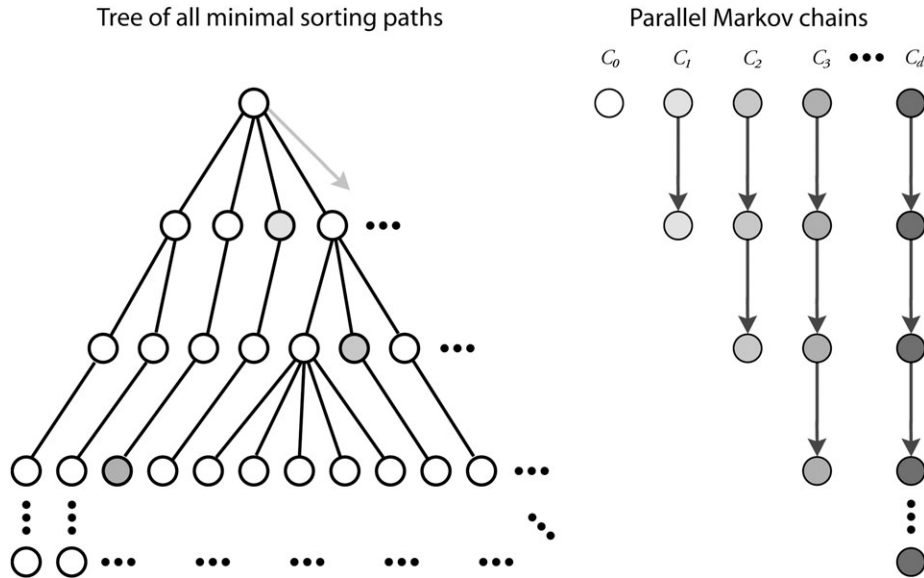 Tree of all minimal sorting paths
Parallel Markov chains
C0 C1 C2 C3 ••• Cd